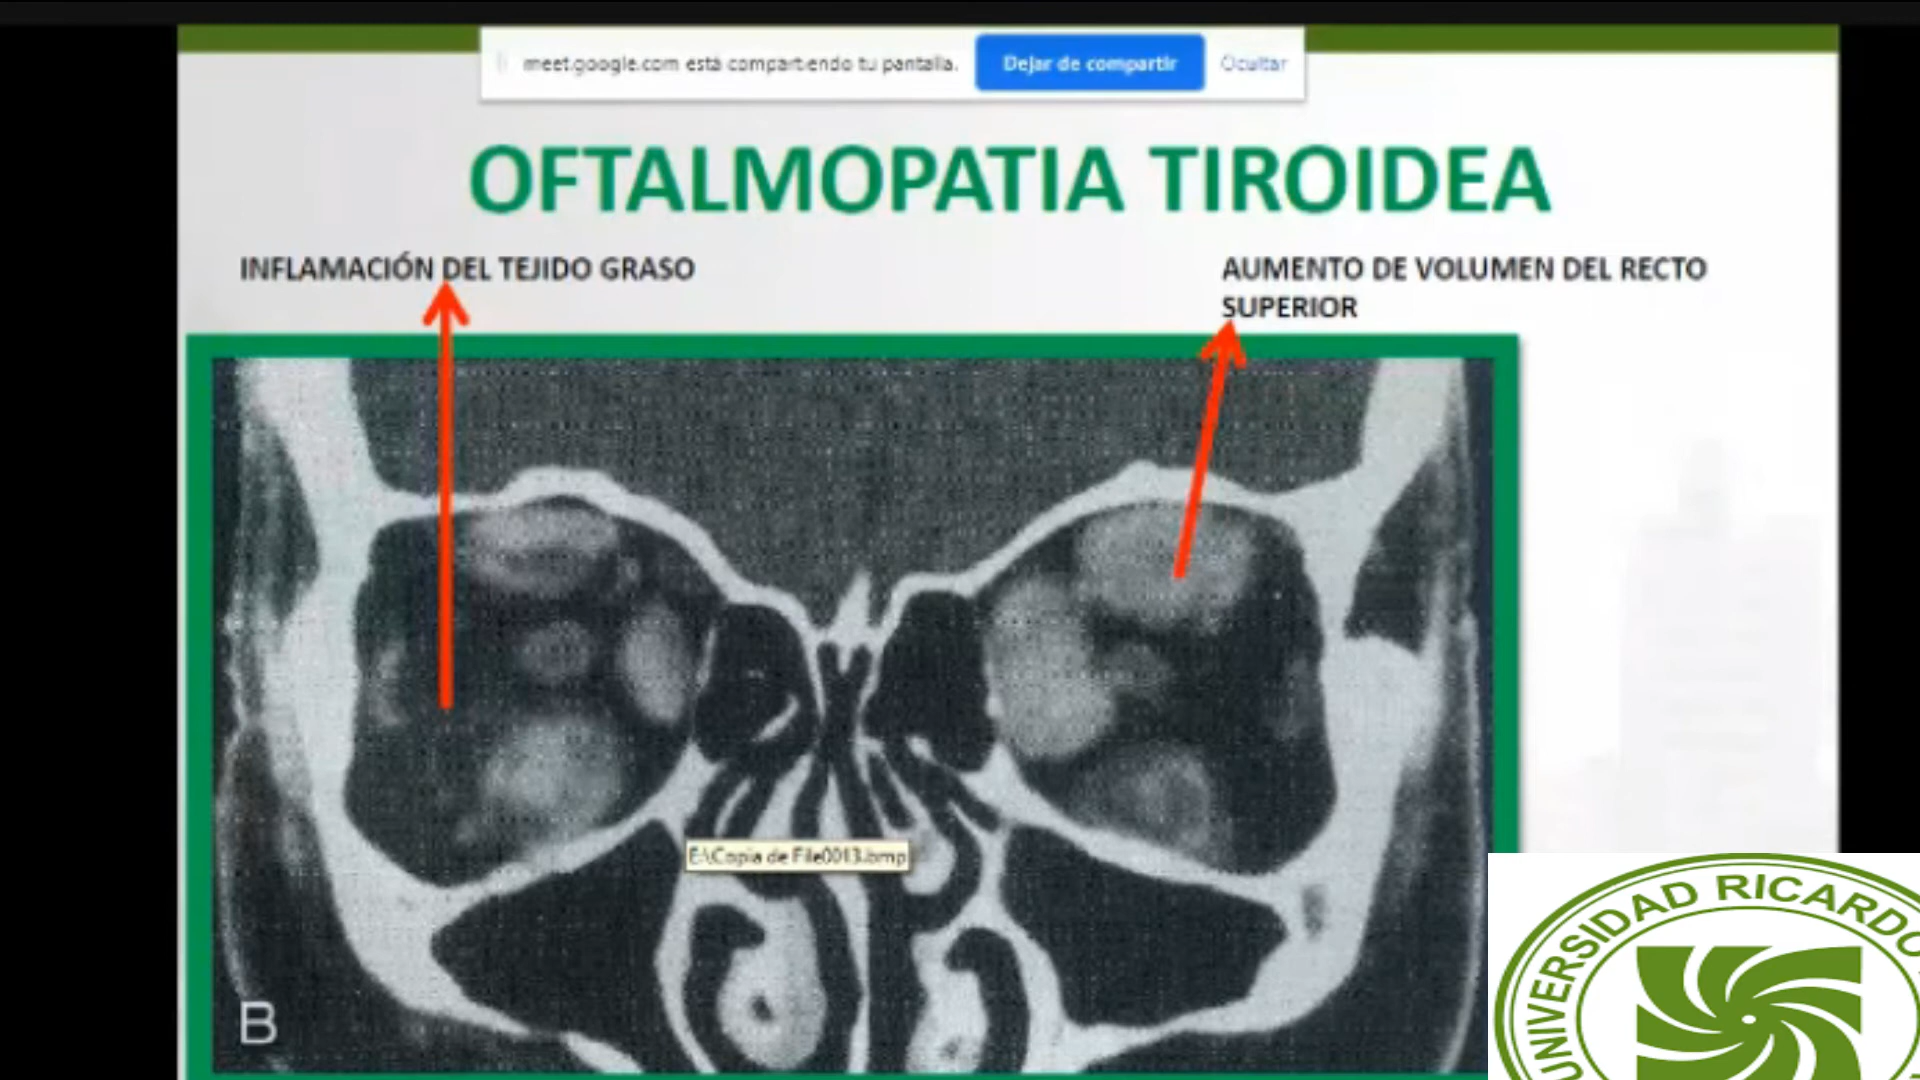 meet.google.com está compartiendo tu pantalla.
Dejar de compartir
Ocultar
OFTALMOPATIA TIROIDEA
INFLAMACIÓN DEL TEJIDO GRASO
AUMENTO DE VOLUMEN DEL RECTO
SUPERIOR
E:\Copia de File0013.bmp
B
UNIVERSIDAD RICARDO